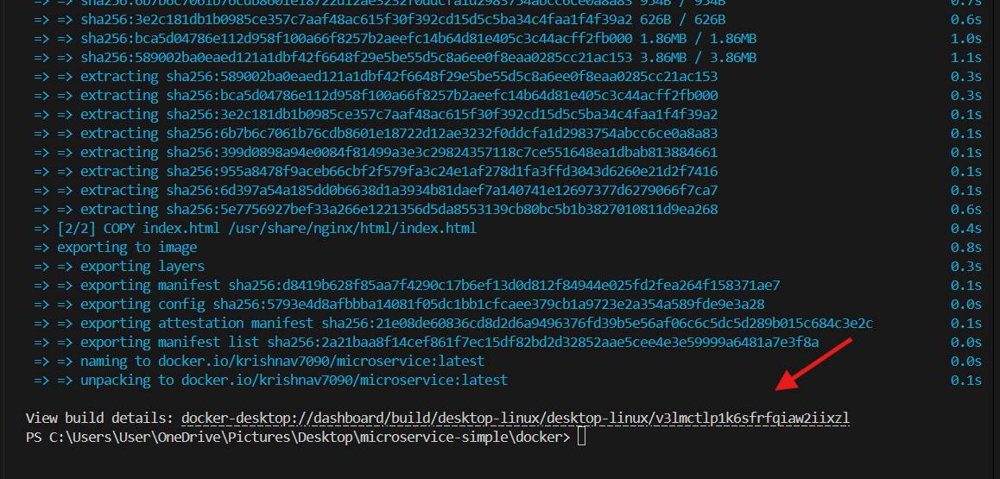 => => sha256:6b7b6c7061b76cdb8601e18722d12ae3232f0ddcfa1d2983754abcc6ce0a8a83 954B / 954B 0.7s
=> => sha256:3e2c181db1b0985ce357c7aaf48ac615f30f392cd15d5c5ba34c4faa1f4f39a2 626B / 626B 0.6s
=> => sha256:bca5d04786e112d958f100a66f8257b2aeefc14b64d81e405c3c44acff2fb000 1.86MB / 1.86MB 1.0s
=> => sha256:589002ba0eaed121a1dbf42f6648f29e5be55d5c8a6ee0f8eaa0285cc21ac153 3.86MB / 3.86MB 1.1s
=> => extracting sha256:589002ba0eaed121a1dbf42f6648f29e5be55d5c8a6ee0f8eaa0285cc21ac153 0.3s
=> => extracting sha256:bca5d04786e112d958f100a66f8257b2aeefc14b64d81e405c3c44acff2fb000 0.3s
=> => extracting sha256:3e2c181db1b0985ce357c7aaf48ac615f30f392cd15d5c5ba34c4faa1f4f39a2 0.1s
=> => extracting sha256:6b7b6c7061b76cdb8601e18722d12ae3232f0ddcfa1d2983754abcc6ce0a8a83 0.1s
=> => extracting sha256:399d0898a94e0084f81499a3e3c29824357118c7ce551648ea1dbab813884661 0.1s
=> => extracting sha256:955a8478f9aceb66cbf2f579fa3c24e1af278d1fa3ffd3043d6260e21d2f7416 0.1s
=> => extracting sha256:6d397a54a185dd0b6638d1a3934b81daef7a140741e12697377d6279066f7ca7 0.1s
=> => extracting sha256:5e7756927bef33a266e1221356d5da8553139cb80bc5b1b3827010811d9ea268 0.6s
=> [2/2] COPY index.html /usr/share/nginx/html/index.html 0.4s
=> exporting to image 0.8s
=> => exporting layers 0.3s
=> => exporting manifest sha256:d8419b628f85aa7f4290c17b6ef13d0d812f84944e025fd2fea264f158371ae7 0.1s
=> => exporting config sha256:5793e4d8afbbba14081f05dc1bb1cfcaee379cb1a9723e2a354a589fde9e3a28 0.0s
=> => exporting attestation manifest sha256:21e08de60836cd8d2d6a9496376fd39b5e56af06c6c5dc5d289b015c684c3e2c 0.1s
=> => exporting manifest list sha256:2a21baa8f14cef861f7ec15df82bd2d32852aae5cee4e3e59999a6481a7e3f8a 0.0s
=> => naming to docker.io/krishnav7090/microservice:latest 0.0s
=> => unpacking to docker.io/krishnav7090/microservice:latest 0.1s
View build details: docker-desktop://dashboard/build/desktop-linux/desktop-linux/v3lmctlp1k6sfrfqiaw2iixzl
PS C:\Users\User\OneDrive\Pictures\Desktop\microservice-simple\docker>